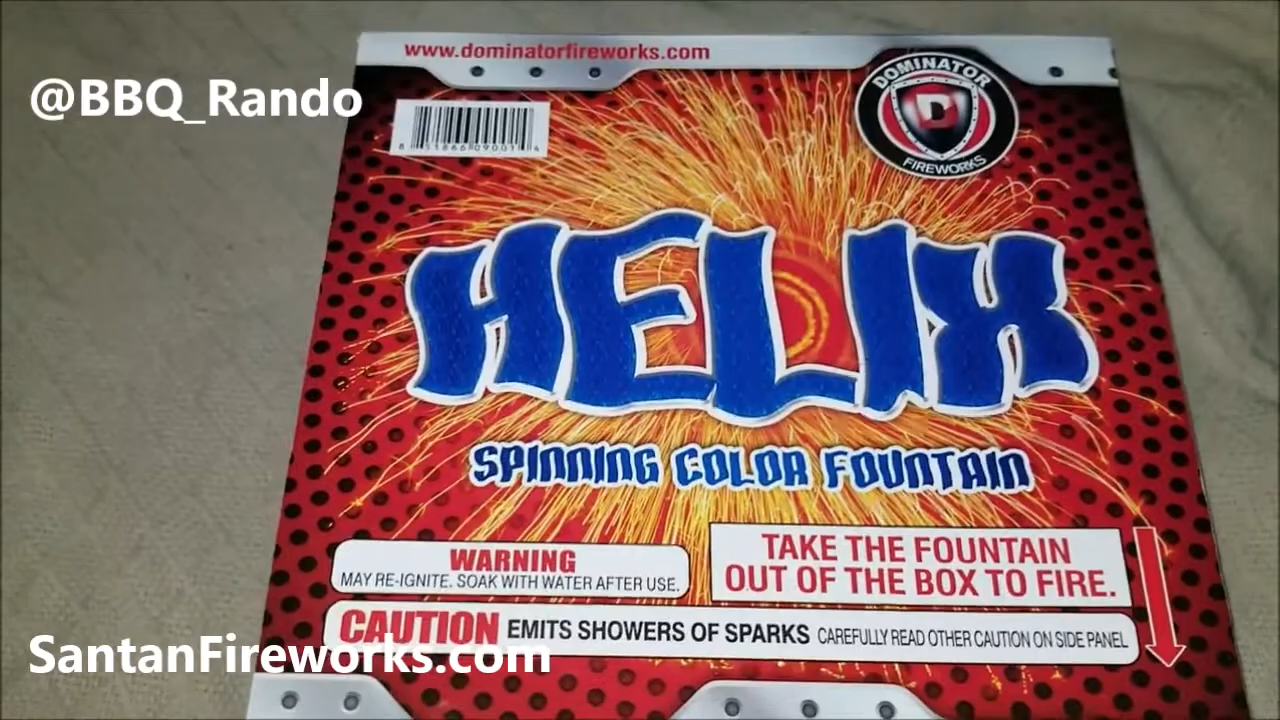 www.dominatorfireworks.com
@BBQ_Rando
DOMINATOR
D
FIREWORKS
HELIX
SPINNING COLOR FOUNTAIN
WARNING
MAY RE-IGNITE. SOAK WITH WATER AFTER USE.
TAKE THE FOUNTAIN
OUT OF THE BOX TO FIRE.
CAUTION EMITS SHOWERS OF SPARKS CAREFULLY READ OTHER CAUTION ON SIDE PANEL
SantanFireworks.com